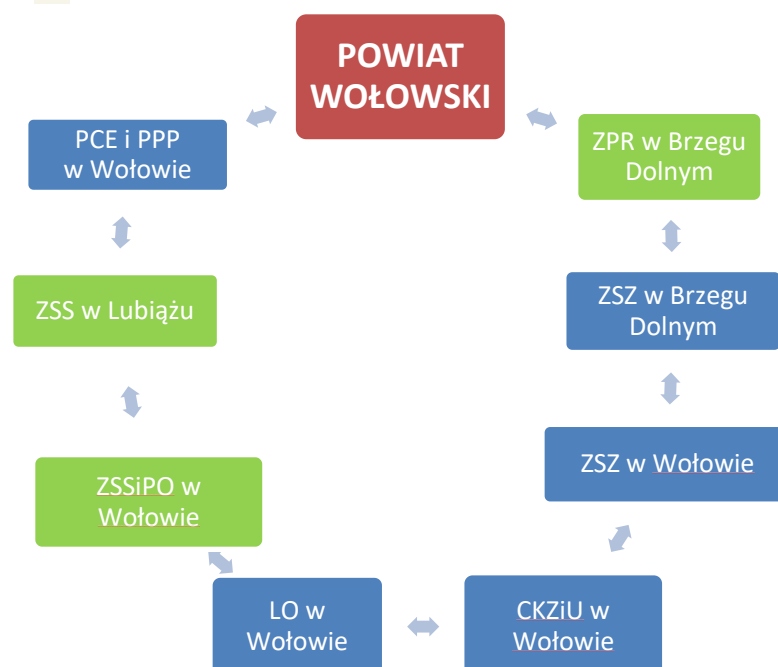 POWIAT
WOŁOWSKI
ZPR w Brzegu
Dolnym
ZSZ w Brzegu
Dolnym
ZSZ w Wołowie
CKZiU w
Wołowie
LO w
Wołowie
ZSSiPO w
Wołowie
ZSS w Lubiążu
PCE i PPP
w Wołowie